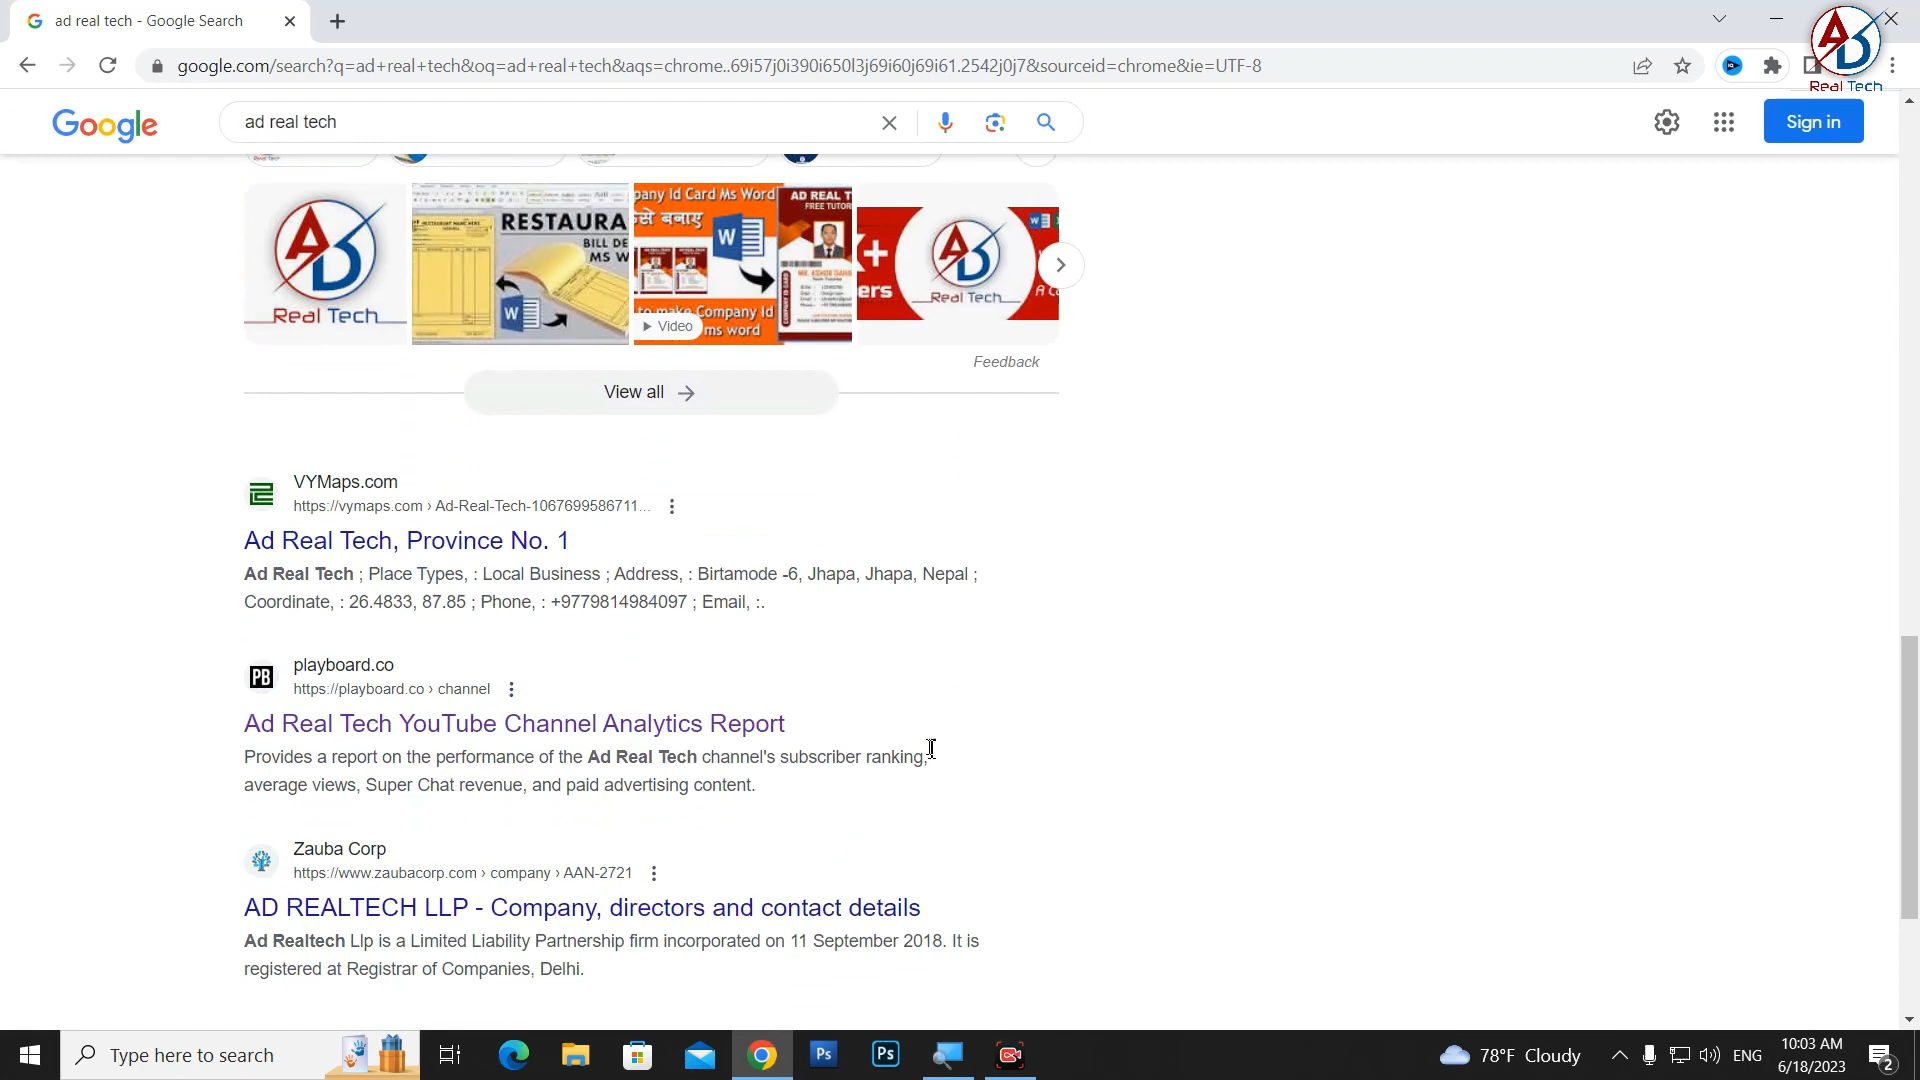 ad real tech - Google Search
google.com/search?q=ad+real+tech&oq=ad+real+tech&aqs=chrome..69i57j0i390i650l3j69i60j69i61.2542j0j7&sourceid=chrome&ie=UTF-8
Real Tech
Google
ad real tech
Sign in
Real Tech
RESTAURA
BILL DE
MS W
pany Id Card Ms Word
से बनाए
AD REAL T
FREE TUTOR
to make Company Id
ms word
Video
K+
ers
Real Tech
Feedback
View all
VYMaps.com
https://vymaps.com › Ad-Real-Tech-1067699586711...
Ad Real Tech, Province No. 1
Ad Real Tech ; Place Types, : Local Business ; Address, : Birtamode -6, Jhapa, Jhapa, Nepal ;
Coordinate, : 26.4833, 87.85 ; Phone, : +9779814984097 ; Email, :.
PB
playboard.co
https://playboard.co › channel
Ad Real Tech YouTube Channel Analytics Report
Provides a report on the performance of the Ad Real Tech channel's subscriber ranking,
average views, Super Chat revenue, and paid advertising content.
Zauba Corp
https://www.zaubacorp.com › company › AAN-2721
AD REALTECH LLP - Company, directors and contact details
Ad Realtech Llp is a Limited Liability Partnership firm incorporated on 11 September 2018. It is
registered at Registrar of Companies, Delhi.
Type here to search
Ps
Ps
78°F Cloudy
ENG
10:03 AM
6/18/2023
2